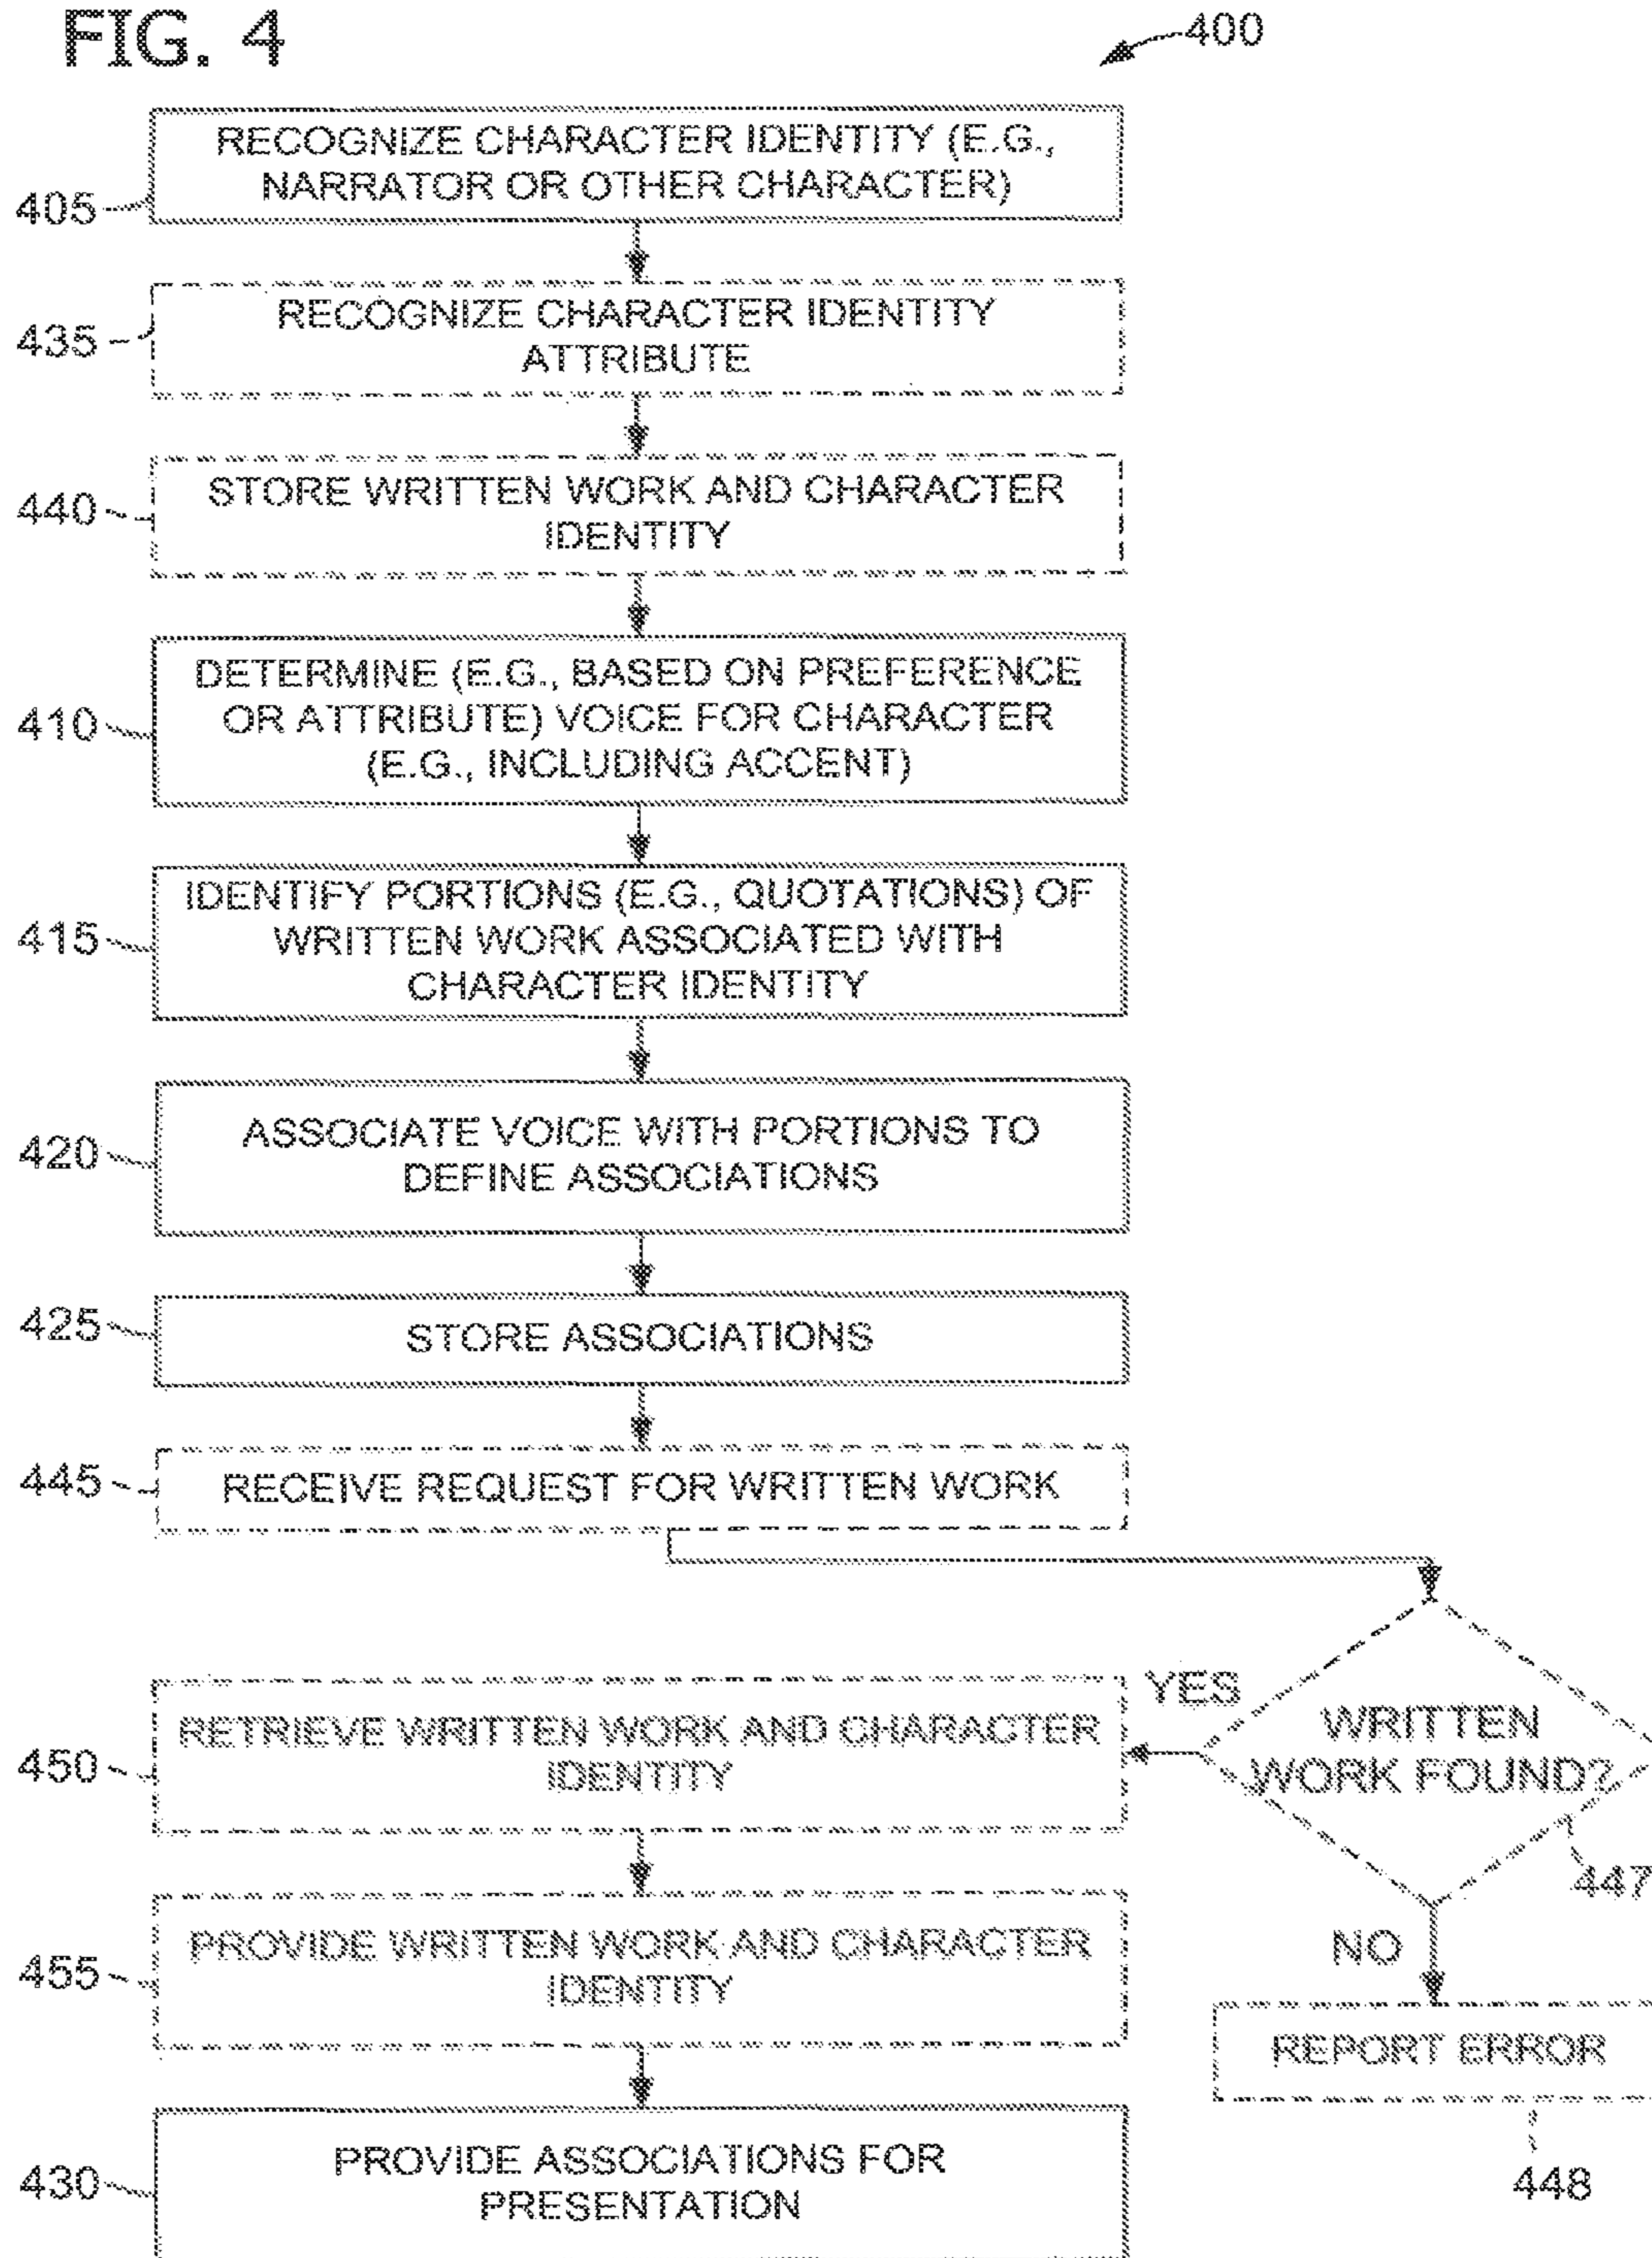 FIG. 4
400
RECOGNIZE CHARACTER IDENTITY (E.G.,
NARRATOR OR OTHER CHARACTER)
405
RECOGNIZE CHARACTER IDENTITY
ATTRIBUTE
435
STORE WRITTEN WORK AND CHARACTER
IDENTITY
440
DETERMINE (E.G., BASED ON PREFERENCE
OR ATTRIBUTE) VOICE FOR CHARACTER
(E.G., INCLUDING ACCENT)
410
IDENTIFY PORTIONS (E.G., QUOTATIONS) OF
WRITTEN WORK ASSOCIATED WITH
CHARACTER IDENTITY
415
ASSOCIATE VOICE WITH PORTIONS TO
DEFINE ASSOCIATIONS
420
STORE ASSOCIATIONS
425
RECEIVE REQUEST FOR WRITTEN WORK
445
WRITTEN
WORK FOUND?
447
YES
NO
REPORT ERROR
448
RETRIEVE WRITTEN WORK AND CHARACTER
IDENTITY
450
PROVIDE WRITTEN WORK AND CHARACTER
IDENTITY
455
PROVIDE ASSOCIATIONS FOR
PRESENTATION
430